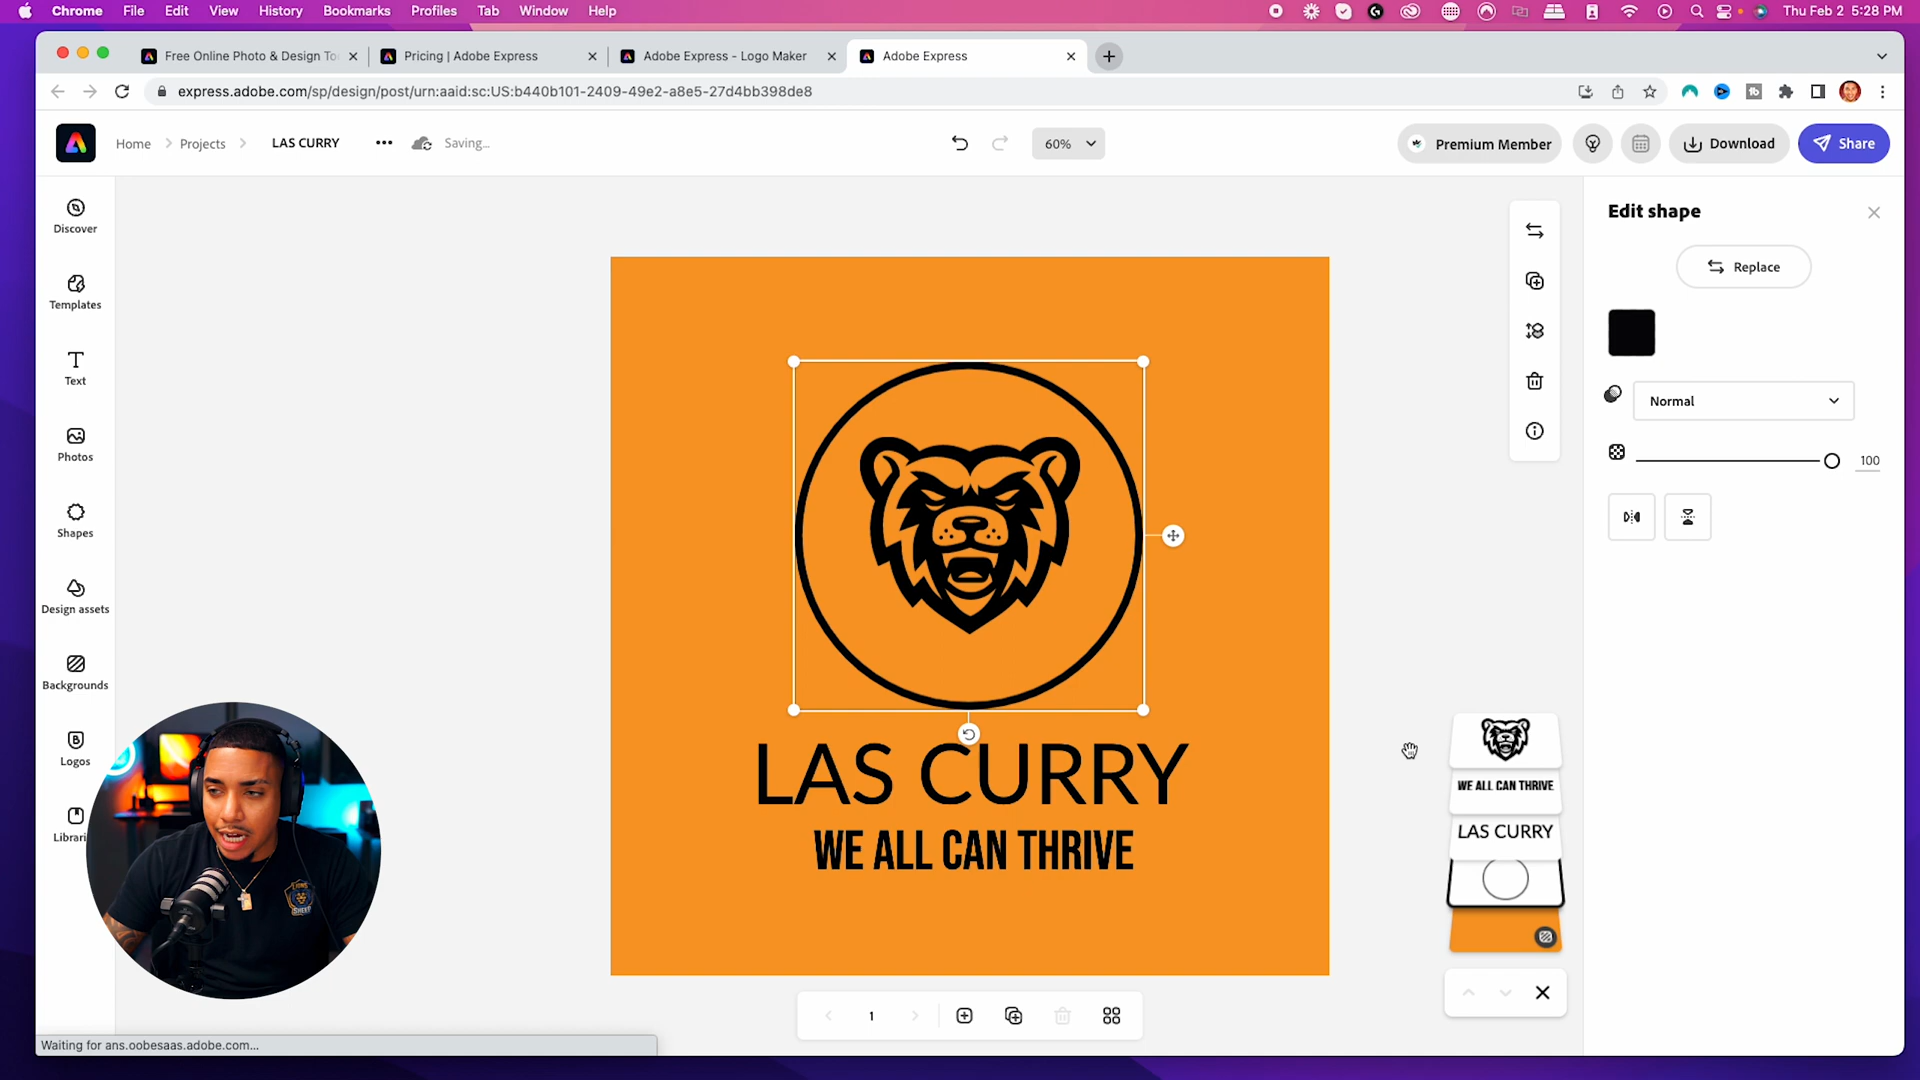 Chrome File Edit View History Bookmarks Profiles Tab Window Help Thu Feb 2 5:28 PM
Free Online Photo & Design To Pricing | Adobe Express Adobe Express - Logo Maker Adobe Express
express.adobe.com/sp/design/post/urn:aaid:sc:US:b440b101-2409-49e2-a8e5-27d4bb398de8
Home Projects LAS CURRY Saving... 60% Premium Member Download Share
Discover
Templates
Text
Photos
Shapes
Design assets
Backgrounds
Logos
Librari
LAS CURRY
WE ALL CAN THRIVE
1
WE ALL CAN THRIVE
LAS CURRY
Edit shape
Replace
Normal
100
Waiting for ans.oobesaas.adobe.com...